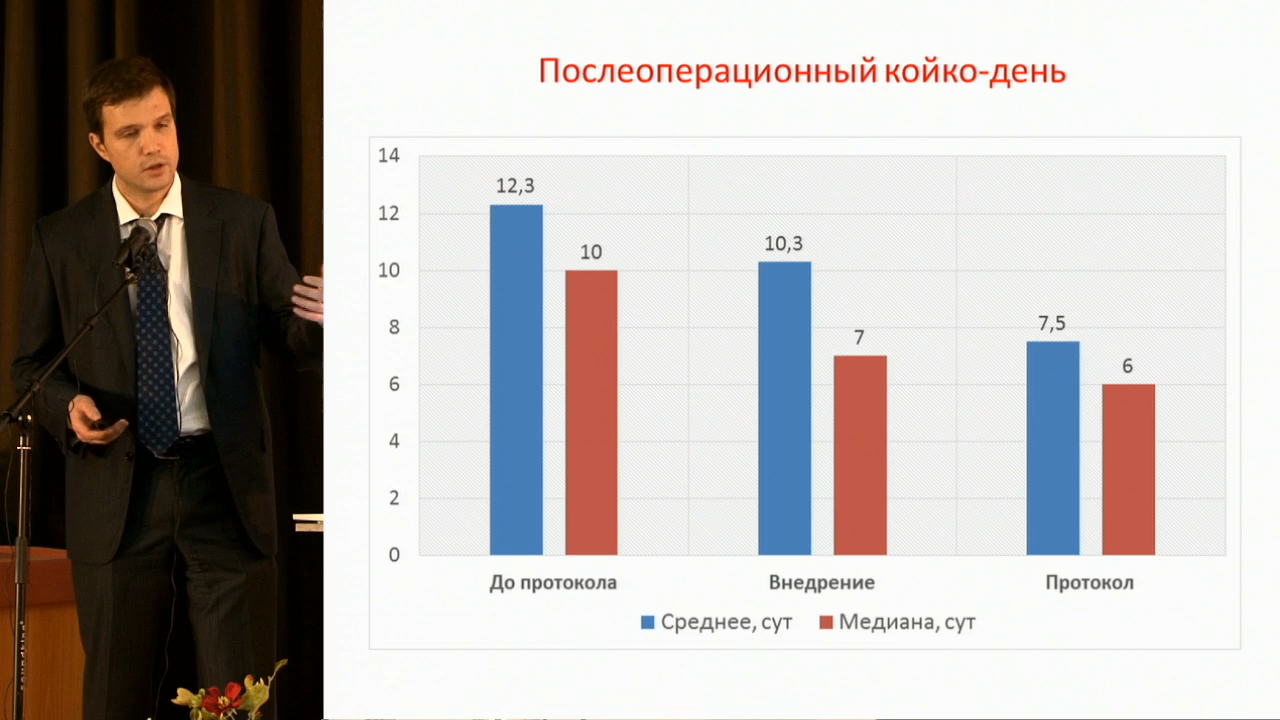 Послеоперационный койко-день
14
12
10
8
6
4
2
0
12,3
10
10,3
7
7,5
6
До протокола
Внедрение
Протокол
Среднее, сут
Медиана, сут